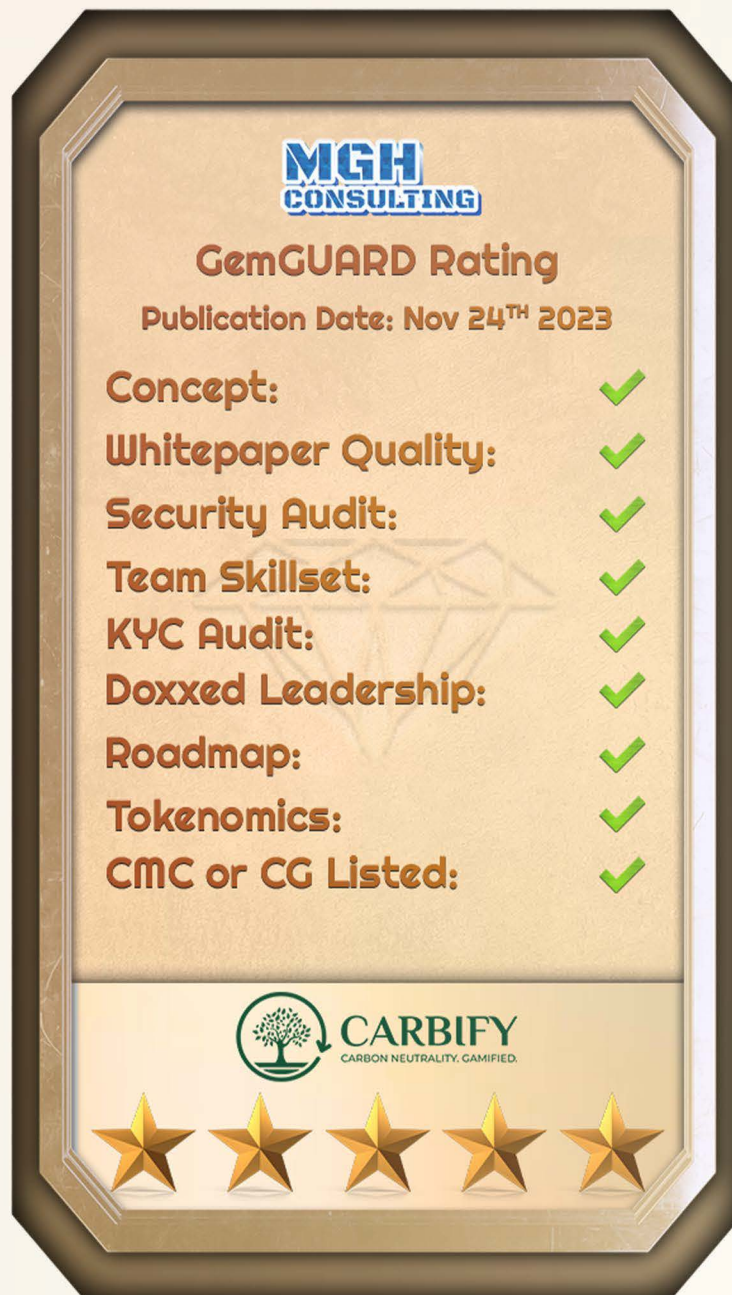 MGH
CONSULTING
GemGUARD Rating
Publication Date: Nov 24TH 2023
Concept:
Whitepaper Quality:
Security Audit:
Team Skillset:
KYC Audit:
Doxxed Leadership:
Roadmap:
Tokenomics:
CMC or CG Listed:
CARBIFY
CARBON NEUTRALITY. GAMIFIED.